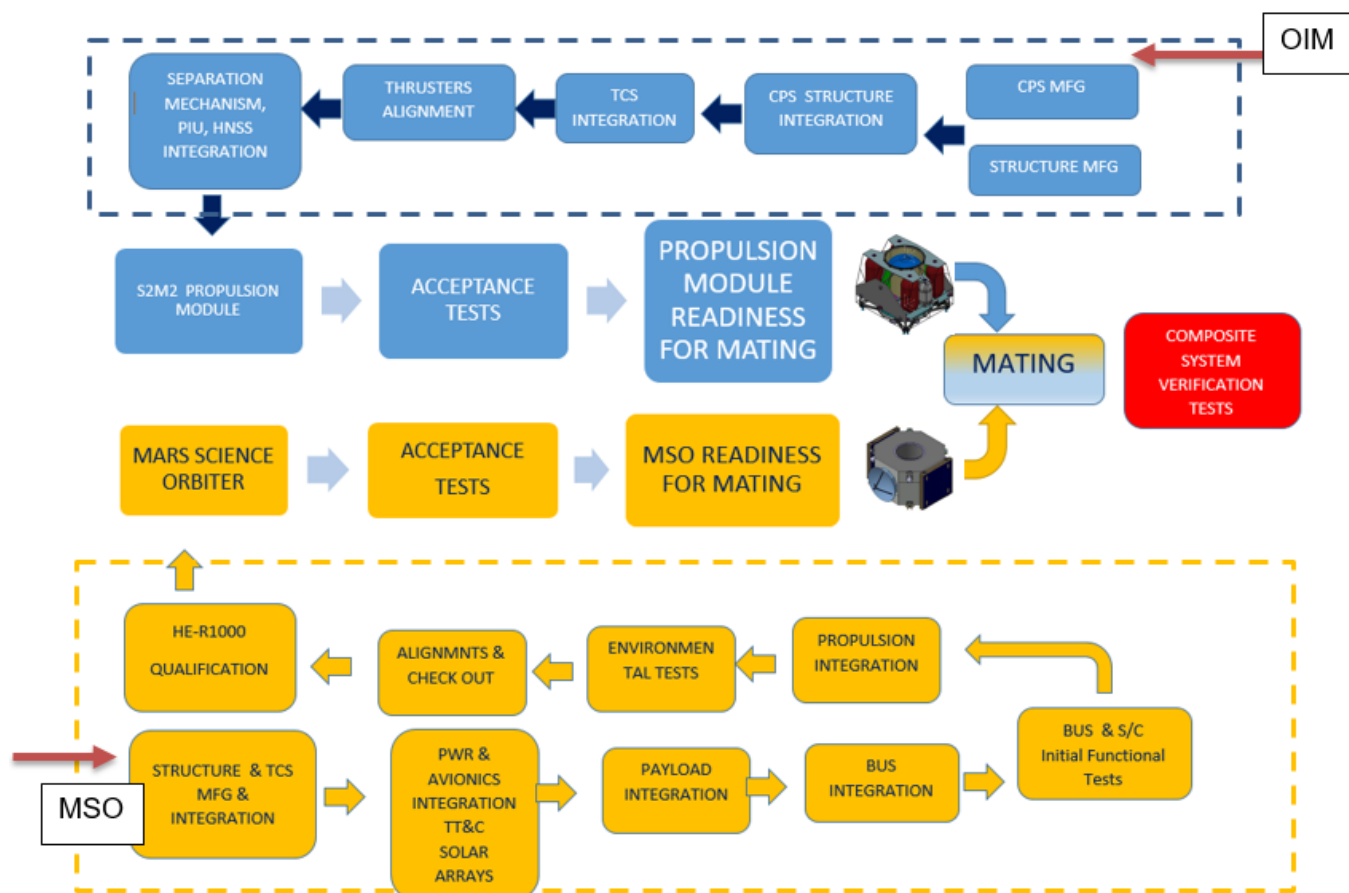 OIM
SEPARATION
MECHANISM,
PIU, HNSS
INTEGRATION
THRUSTERS
ALIGNMENT
TCS
INTEGRATION
CPS STRUCTURE
INTEGRATION
CPS MFG
STRUCTURE MFG
S2M2 PROPULSION
MODULE
ACCEPTANCE
TESTS
PROPULSION
MODULE
READINESS
FOR MATING
MATING
COMPOSITE
SYSTEM
VERIFICATION
TESTS
MARS SCIENCE
ORBITER
ACCEPTANCE
TESTS
MSO READINESS
FOR MATING
HE-R1000
QUALIFICATION
ALIGNMNTS &
CHECK OUT
ENVIRONMEN
TAL TESTS
PROPULSION
INTEGRATION
BUS & S/C
Initial Functional
Tests
MSO
STRUCTURE & TCS
MFG &
INTEGRATION
PWR &
AVIONICS
INTEGRATION
TT&C
SOLAR
ARRAYS
PAYLOAD
INTEGRATION
BUS
INTEGRATION